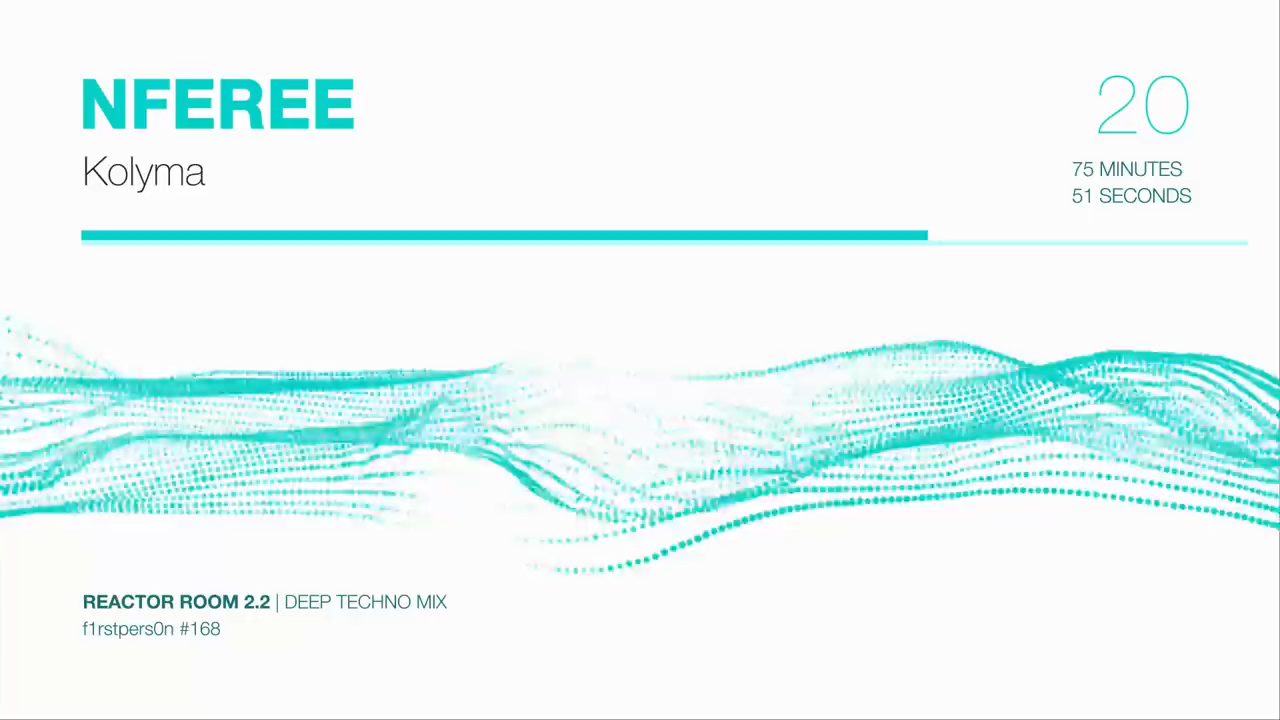 NFEREE
Kolyma
20
75 MINUTES
51 SECONDS
REACTOR ROOM 2.2 | DEEP TECHNO MIX
f1rstpers0n #168